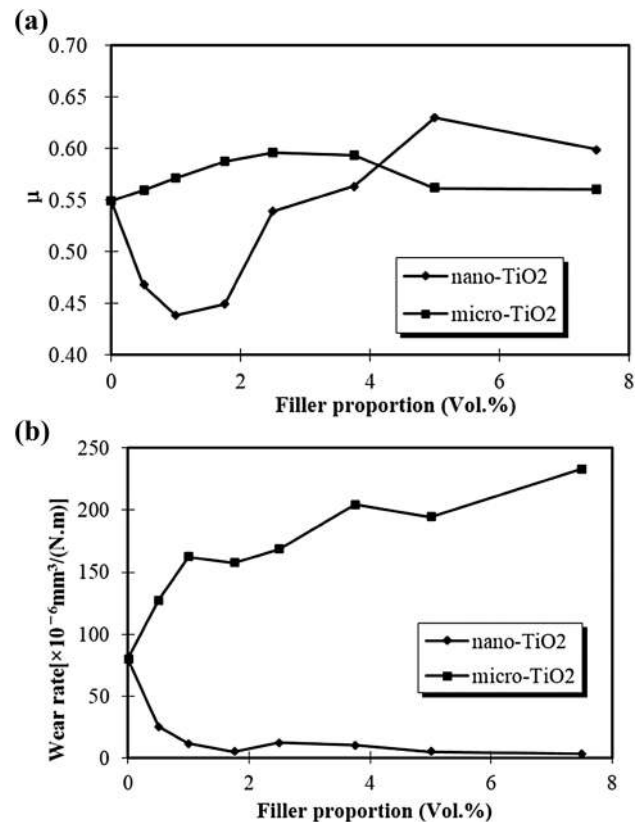 (a)
0.70
0.65
0.60
0.55
0.50
0.45
0.40
μ
nano-TiO2
micro-TiO2
0 2 4 6 8
Filler proportion (Vol.%)
(b)
250
200
150
100
50
0
Wear rate[×10⁻⁶mm³/(N.m)]
nano-TiO2
micro-TiO2
0 2 4 6 8
Filler proportion (Vol.%)